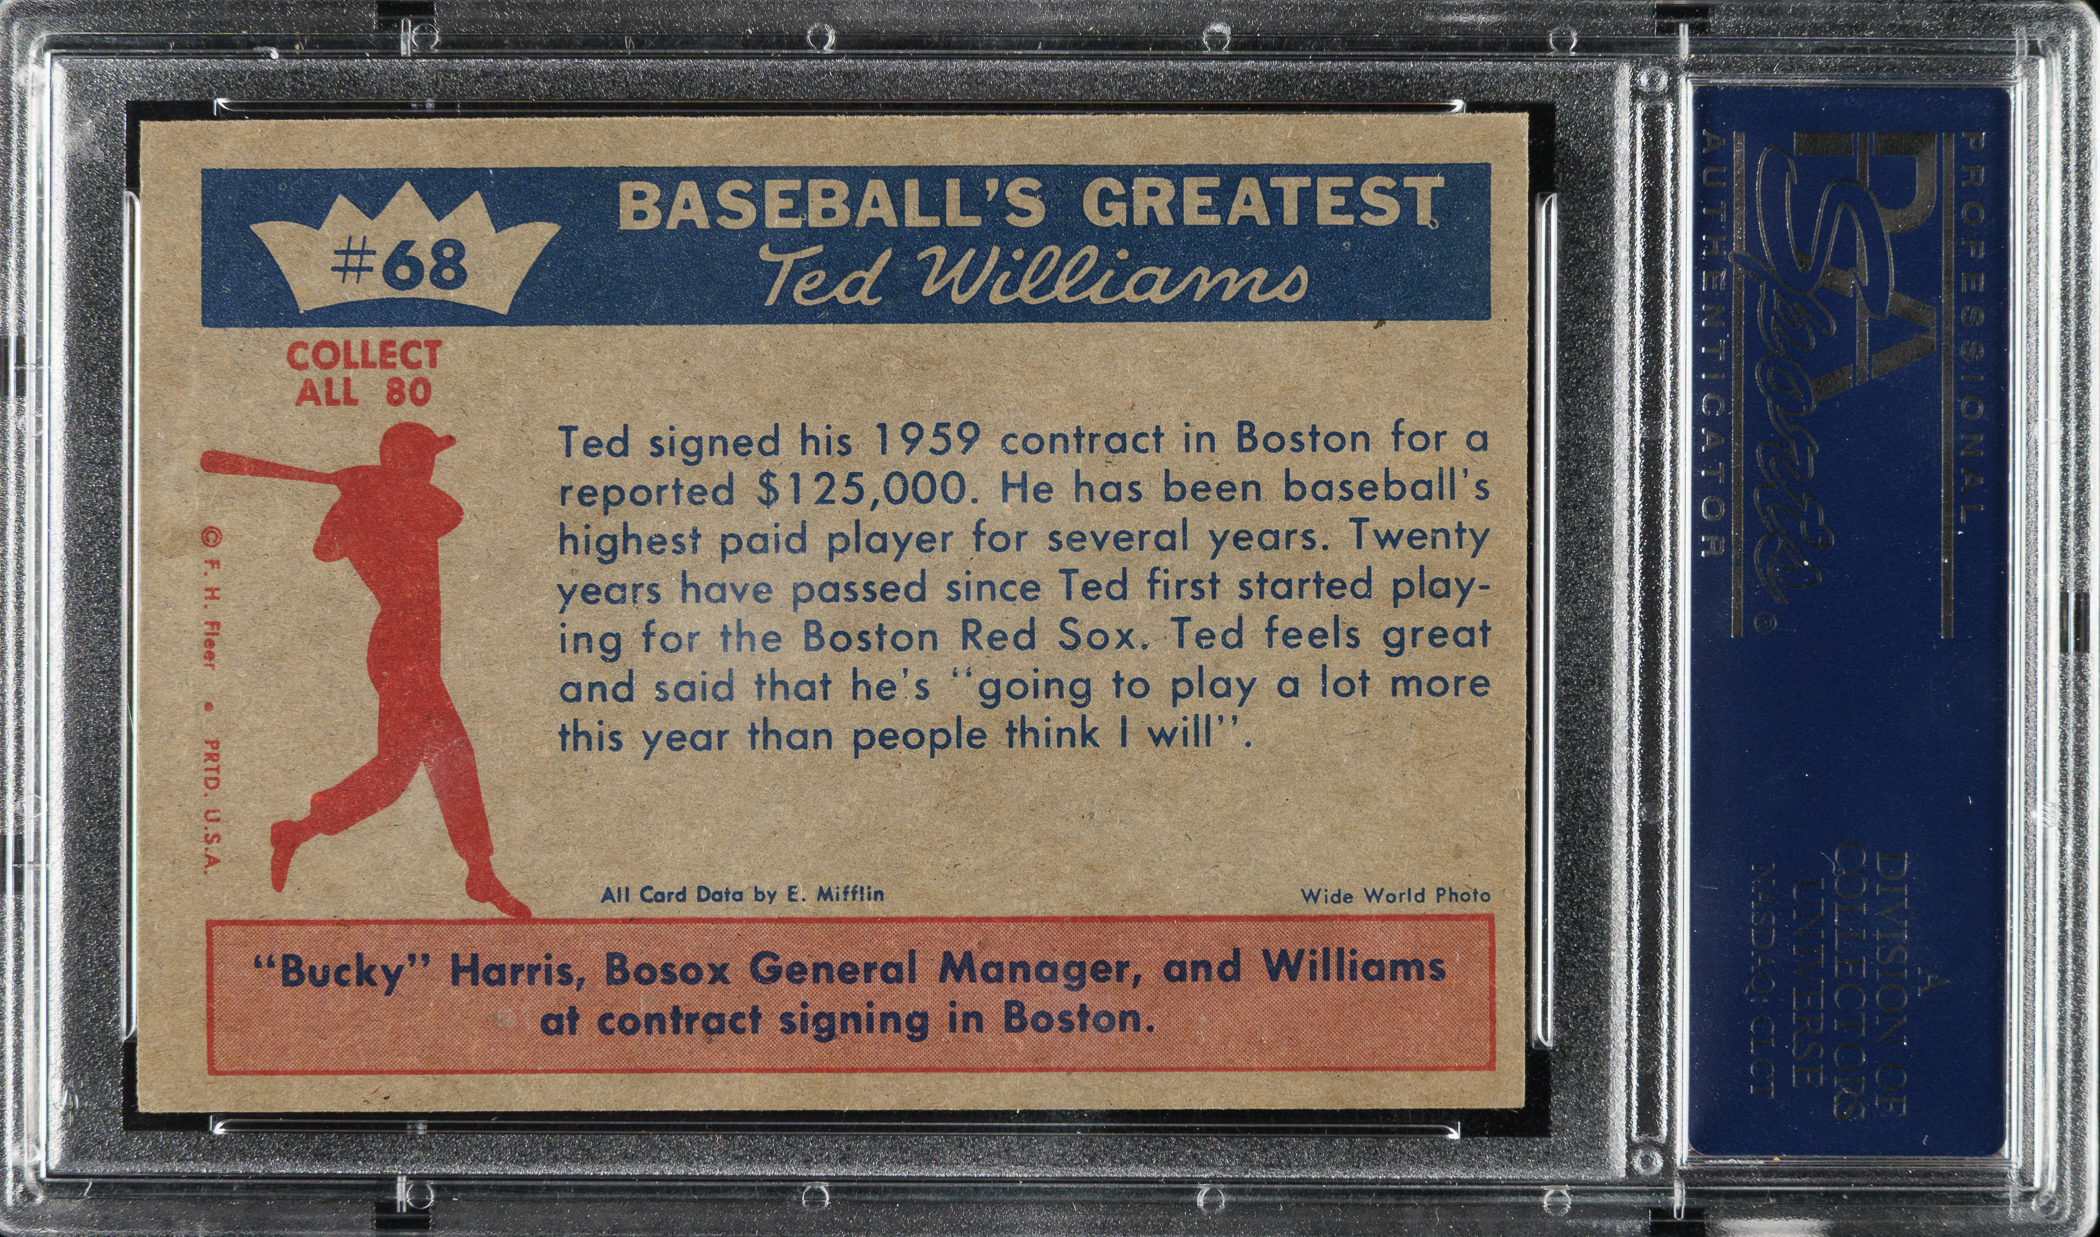 #68
BASEBALL'S GREATEST
Ted Williams
COLLECT
ALL 80
Ted signed his 1959 contract in Boston for a
reported $125,000. He has been baseball's
highest paid player for several years. Twenty
years have passed since Ted first started play-
ing for the Boston Red Sox. Ted feels great
and said that he's "going to play a lot more
this year than people think I will".
© F. H. Fleer • PRTD. U.S.A.
All Card Data by E. Mifflin
Wide World Photo
"Bucky" Harris, Bosox General Manager, and Williams
at contract signing in Boston.
PROFESSIONAL
PSA
Sports
®
AUTHENTICATOR
A
DIVISION OF
COLLECTORS
UNIVERSE
NASDAQ: CLCT